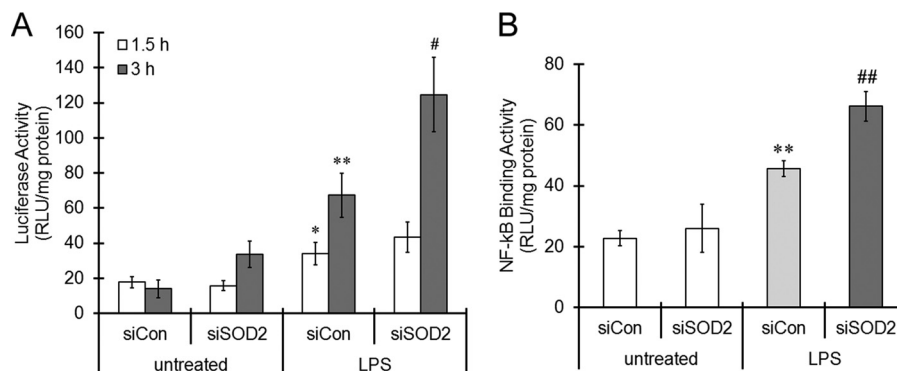 A
Luciferase Activity
(RLU/mg protein)
160
140
120
100
80
60
40
20
0
1.5 h
3 h
*
**
#
siCon
siSOD2
siCon
siSOD2
untreated
LPS
B
NF-kB Binding Activity
(RLU/mg protein)
80
60
40
20
0
**
##
siCon
siSOD2
siCon
siSOD2
untreated
LPS